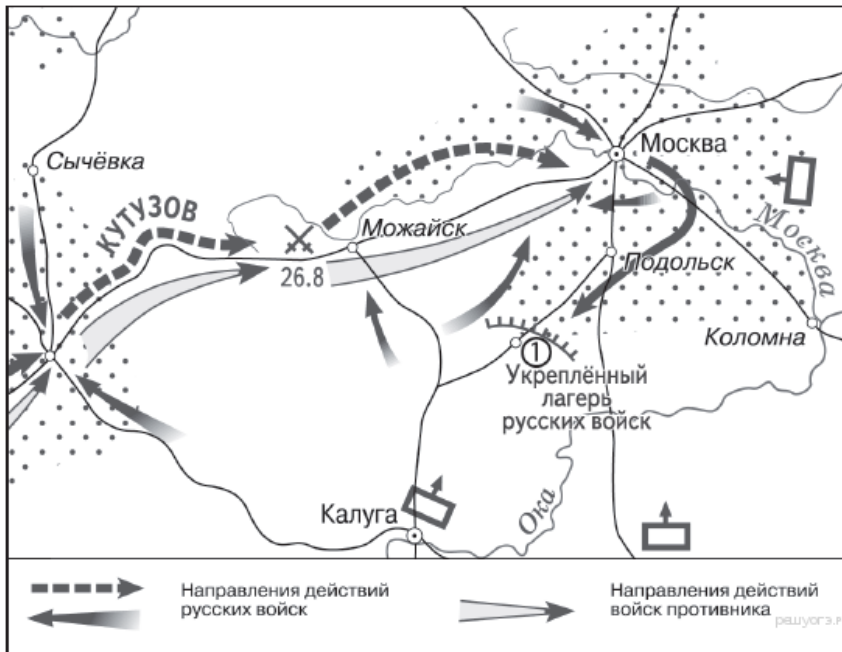 Сычёвка
Москва
КУТУЗОВ
Можайск
26.8
Москва
Подольск
Коломна
1
Укреплённый
лагерь
русских войск
Калуга
Ока
Направления действий
русских войск
Направления действий
войск противника